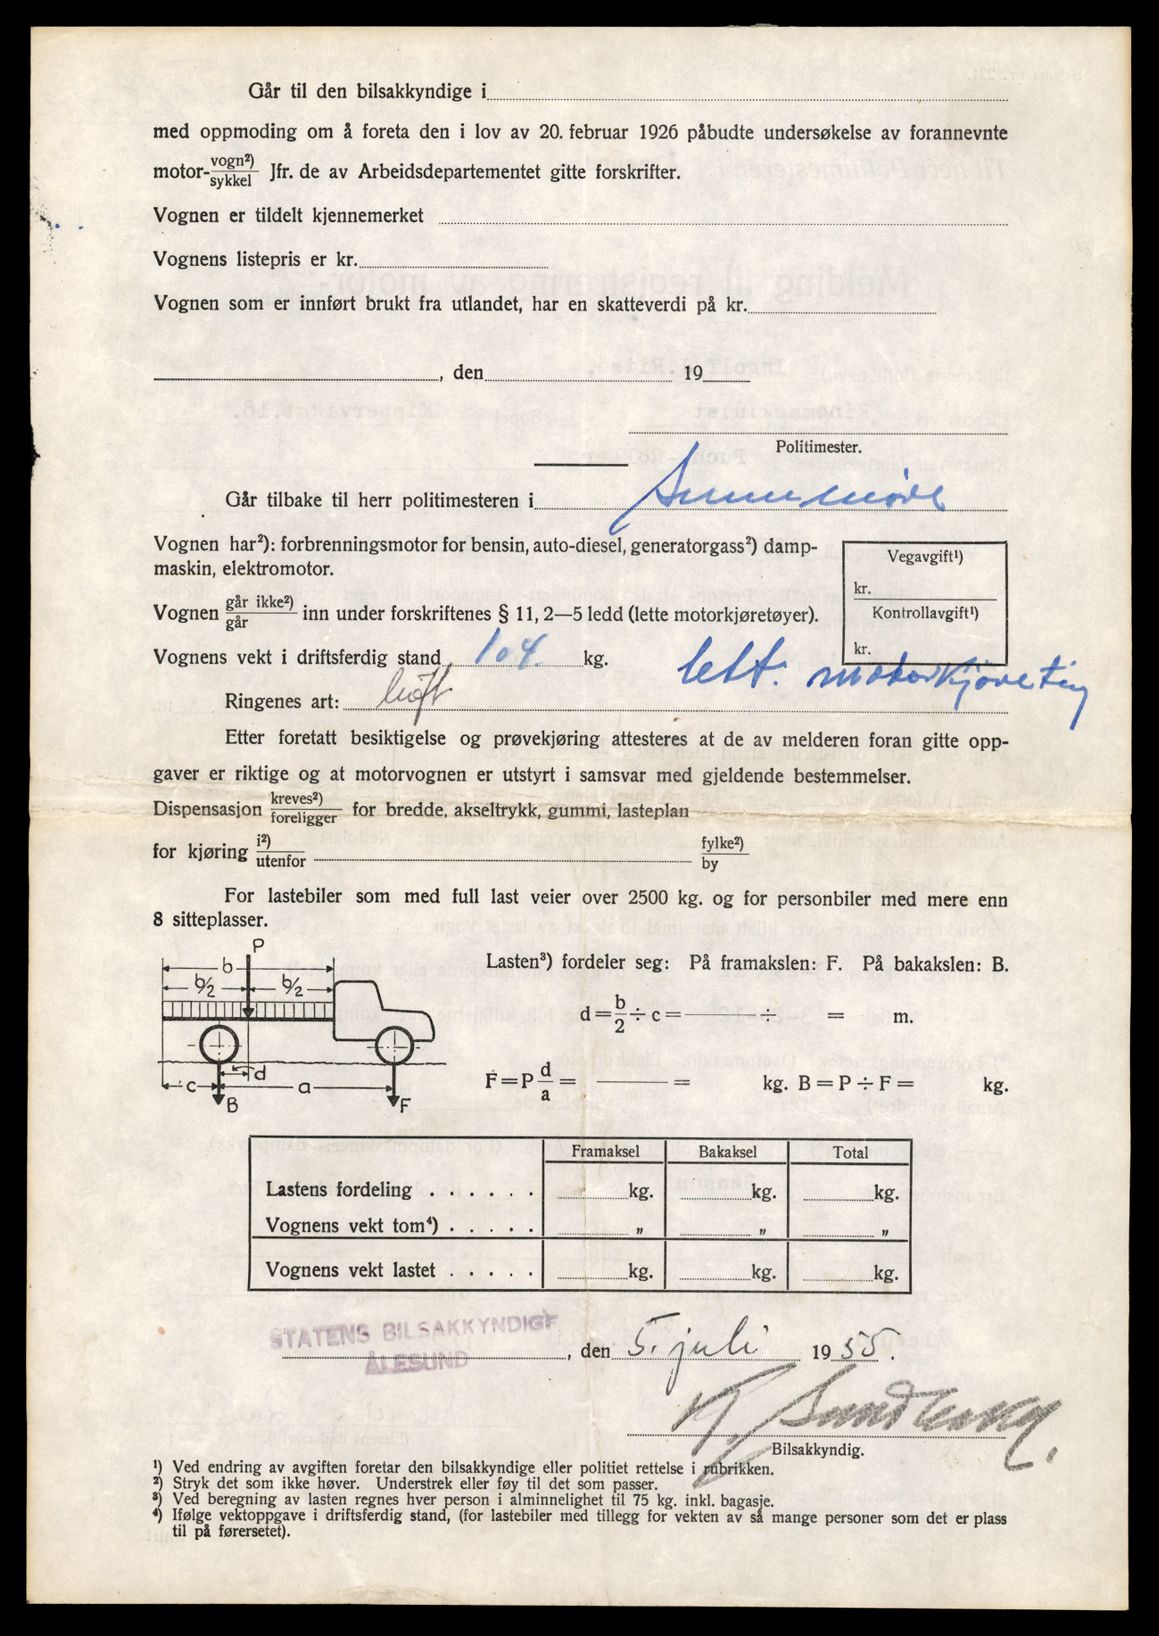 Går til den bilsakkyndige i
med oppmoding om å foreta den i lov av 20. februar 1926 påbudte undersøkelse av forannevnte
motor- vogn²) / sykkel Jfr. de av Arbeidsdepartementet gitte forskrifter.
Vognen er tildelt kjennemerket
Vognens listepris er kr.
Vognen som er innført brukt fra utlandet, har en skatteverdi på kr.
, den 19
Politimester.
Går tilbake til herr politimesteren i Sunnmøre
Vognen har²): forbrenningsmotor for bensin, auto-diesel, generatorgass²) damp-
maskin, elektromotor.
Vegavgift¹)
kr.
Kontrollavgift¹)
kr.
Vognen går ikke²) / går inn under forskriftenes § 11, 2—5 ledd (lette motorkjøretøyer).
Vognens vekt i driftsferdig stand 104. kg. lett. motorkjøretøy
Ringenes art: luft
Etter foretatt besiktigelse og prøvekjøring attesteres at de av melderen foran gitte opp-
gaver er riktige og at motorvognen er utstyrt i samsvar med gjeldende bestemmelser.
Dispensasjon kreves²) / foreligger for bredde, akseltrykk, gummi, lasteplan
for kjøring i²) / utenfor fylke²) / by
For lastebiler som med full last veier over 2500 kg. og for personbiler med mere enn
8 sitteplasser.
P
b
b/2 b/2
c d a
B F
Lasten³) fordeler seg: På framakslen: F. På bakakslen: B.
d = b/2 ÷ c = ÷ = m.
F = P d/a = = kg. B = P ÷ F = kg.
Framaksel Bakaksel Total
Lastens fordeling . . . . . . kg. kg. kg.
Vognens vekt tom⁴) . . . . . „ „ „
Vognens vekt lastet . . . . . kg. kg. kg.
STATENS BILSAKKYNDIGE
ÅLESUND
, den 5. juli 1955.
Bilsakkyndig.
¹) Ved endring av avgiften foretar den bilsakkyndige eller politiet rettelse i rubrikken.
²) Stryk det som ikke høver. Understrek eller føy til det som passer.
³) Ved beregning av lasten regnes hver person i alminnelighet til 75 kg. inkl. bagasje.
⁴) Ifølge vektoppgave i driftsferdig stand, (for lastebiler med tillegg for vekten av så mange personer som det er plass
til på førersetet).